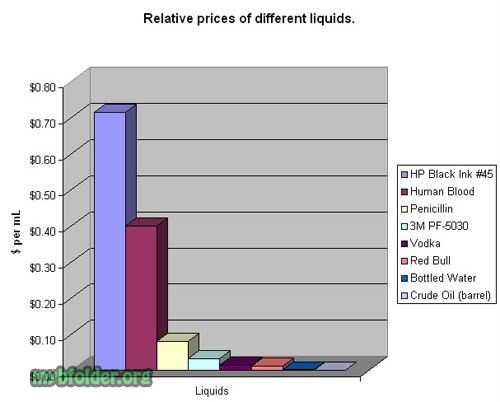 Relative prices of different liquids.
$0.80
$0.70
$0.60
$0.50
$0.40
$0.30
$0.20
$0.10
$ per mL
Liquids
HP Black Ink #45
Human Blood
Penicillin
3M PF-5030
Vodka
Red Bull
Bottled Water
Crude Oil (barrel)